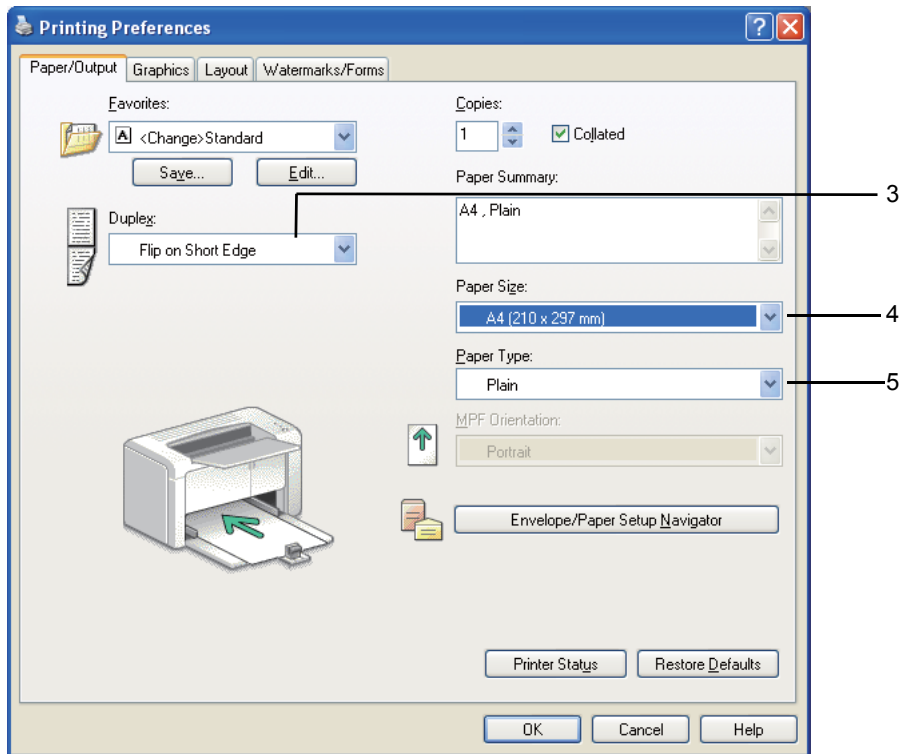 Printing Preferences
Paper/Output Graphics Layout Watermarks/Forms
Favorites:
A <Change>Standard
Save... Edit...
Duplex:
Flip on Short Edge
Copies:
1 Collated
Paper Summary:
A4 , Plain
3
Paper Size:
A4 (210 x 297 mm)
4
Paper Type:
Plain
5
MPF Orientation:
Portrait
Envelope/Paper Setup Navigator
Printer Status Restore Defaults
OK Cancel Help